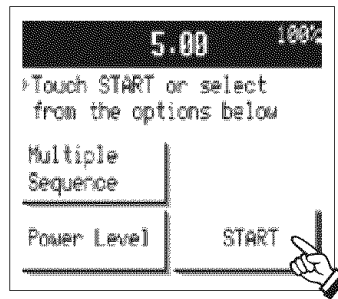 5.00 100%
Touch START or select
from the options below
Multiple
Sequence
Power Level START